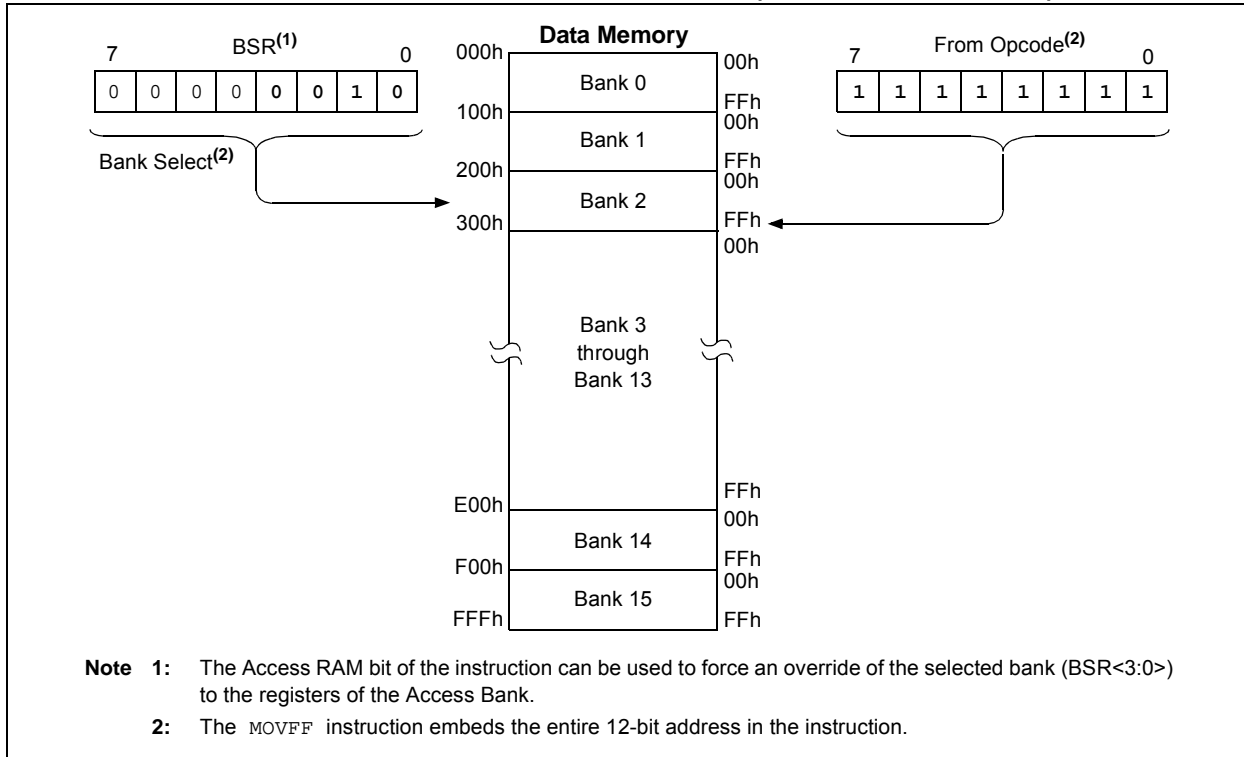 Data Memory
7 BSR(1) 0
0 0 0 0 0 0 1 0
Bank Select(2)
7 From Opcode(2) 0
1 1 1 1 1 1 1 1
000h 00h
Bank 0
FFh
100h 00h
Bank 1
FFh
200h 00h
Bank 2
300h FFh
00h
Bank 3
through
Bank 13
FFh
E00h 00h
Bank 14
FFh
F00h 00h
Bank 15
FFFh FFh
Note 1: The Access RAM bit of the instruction can be used to force an override of the selected bank (BSR<3:0>)
to the registers of the Access Bank.
2: The MOVFF instruction embeds the entire 12-bit address in the instruction.